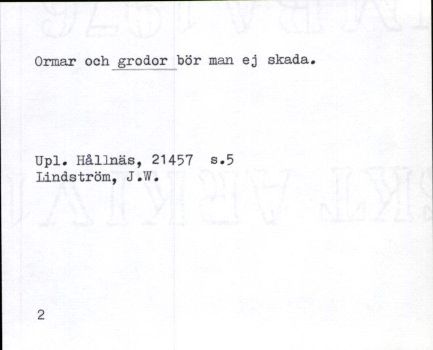 Ormar och grodor bör man ej skada.
Upl. Hållnäs, 21457 s.5
Lindström, J.W.
2